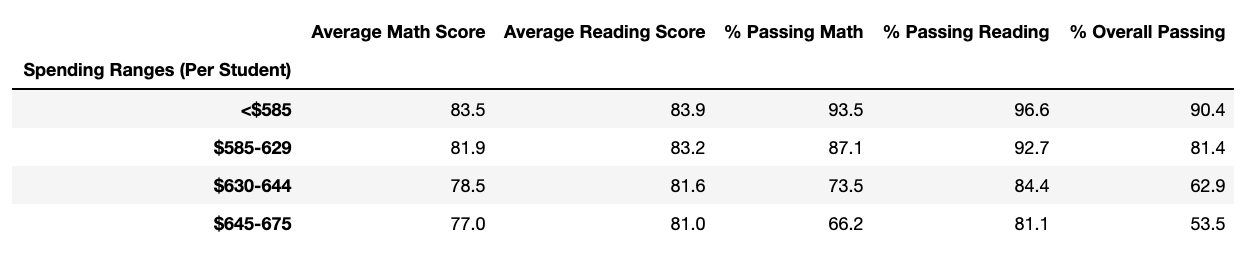 Average Math Score Average Reading Score % Passing Math % Passing Reading % Overall Passing
Spending Ranges (Per Student)
<$585 83.5 83.9 93.5 96.6 90.4
$585-629 81.9 83.2 87.1 92.7 81.4
$630-644 78.5 81.6 73.5 84.4 62.9
$645-675 77.0 81.0 66.2 81.1 53.5